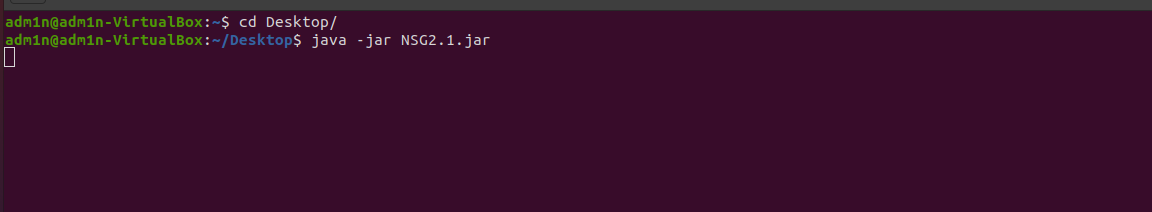 adm1n@adm1n-VirtualBox:~$ cd Desktop/
adm1n@adm1n-VirtualBox:~/Desktop$ java -jar NSG2.1.jar